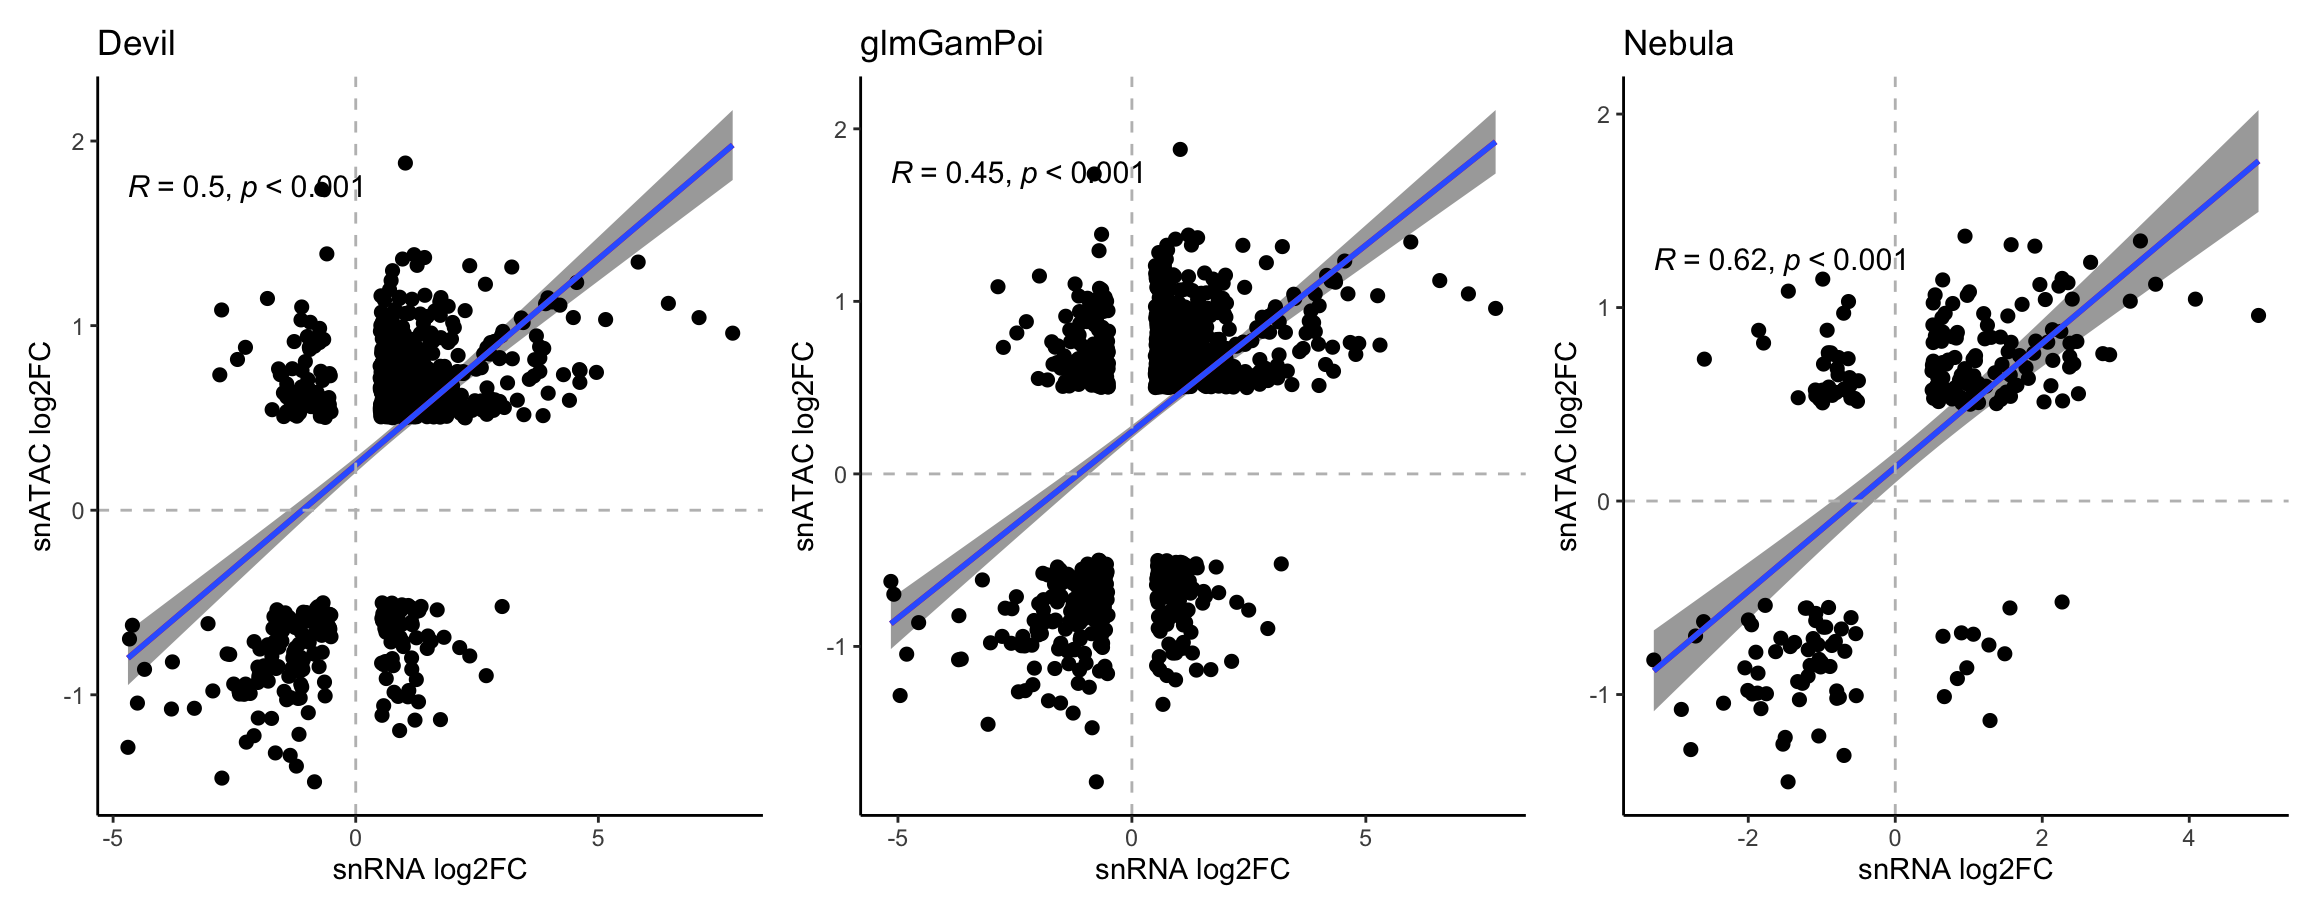 Devil
R = 0.5, p < 0.001
snATAC log2FC
2
1
0
-1
-5
0
5
snRNA log2FC
glmGamPoi
R = 0.45, p < 0.001
snATAC log2FC
2
1
0
-1
-5
0
5
snRNA log2FC
Nebula
R = 0.62, p < 0.001
snATAC log2FC
2
1
0
-1
-2
0
2
4
snRNA log2FC